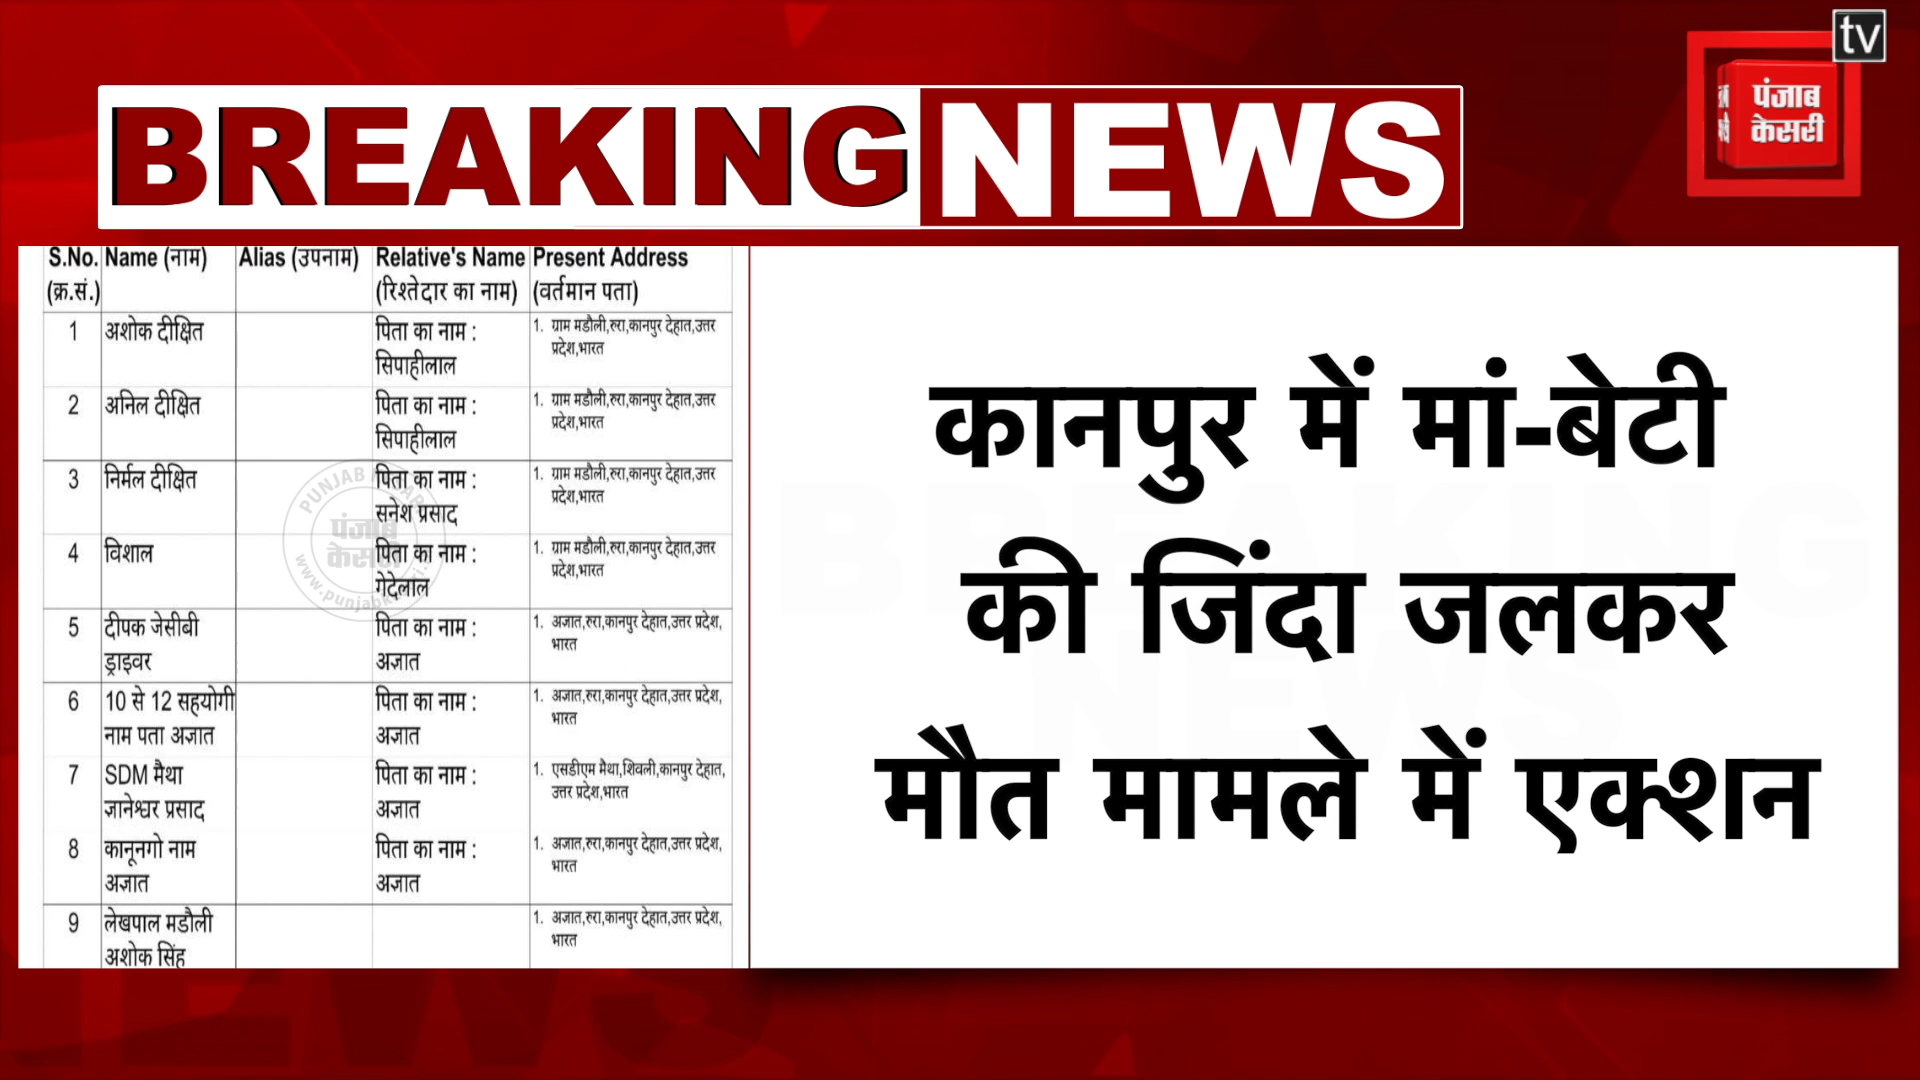 tv
पंजाब
केसरी
BREAKING NEWS
S.No. Name (नाम) Alias (उपनाम) Relative's Name Present Address
(क्र.सं.) (रिश्तेदार का नाम) (वर्तमान पता)
1 अशोक दीक्षित पिता का नाम : 1. ग्राम मडौली,रुरा,कानपुर देहात,उत्तर
सिपाहीलाल प्रदेश,भारत
2 अनिल दीक्षित पिता का नाम : 1. ग्राम मडौली,रुरा,कानपुर देहात,उत्तर
सिपाहीलाल प्रदेश,भारत
3 निर्मल दीक्षित पिता का नाम : 1. ग्राम मडौली,रुरा,कानपुर देहात,उत्तर
सनेश प्रसाद प्रदेश,भारत
4 विशाल पिता का नाम : 1. ग्राम मडौली,रुरा,कानपुर देहात,उत्तर
गेदेलाल प्रदेश,भारत
5 दीपक जेसीबी पिता का नाम : 1. अज्ञात,रुरा,कानपुर देहात,उत्तर प्रदेश,
ड्राइवर अज्ञात भारत
6 10 से 12 सहयोगी पिता का नाम : 1. अज्ञात,रुरा,कानपुर देहात,उत्तर प्रदेश,
नाम पता अज्ञात अज्ञात भारत
7 SDM मैथा पिता का नाम : 1. एसडीएम मैथा,शिवली,कानपुर देहात,
ज्ञानेश्वर प्रसाद अज्ञात उत्तर प्रदेश,भारत
8 कानूनगो नाम पिता का नाम : 1. अज्ञात,रुरा,कानपुर देहात,उत्तर प्रदेश,
अज्ञात अज्ञात भारत
9 लेखपाल मडौली 1. अज्ञात,रुरा,कानपुर देहात,उत्तर प्रदेश,
अशोक सिंह भारत
पंजाब
केसरी
कानपुर में मां-बेटी
की जिंदा जलकर
मौत मामले में एक्शन
BREAKING
NEWS
NEWS